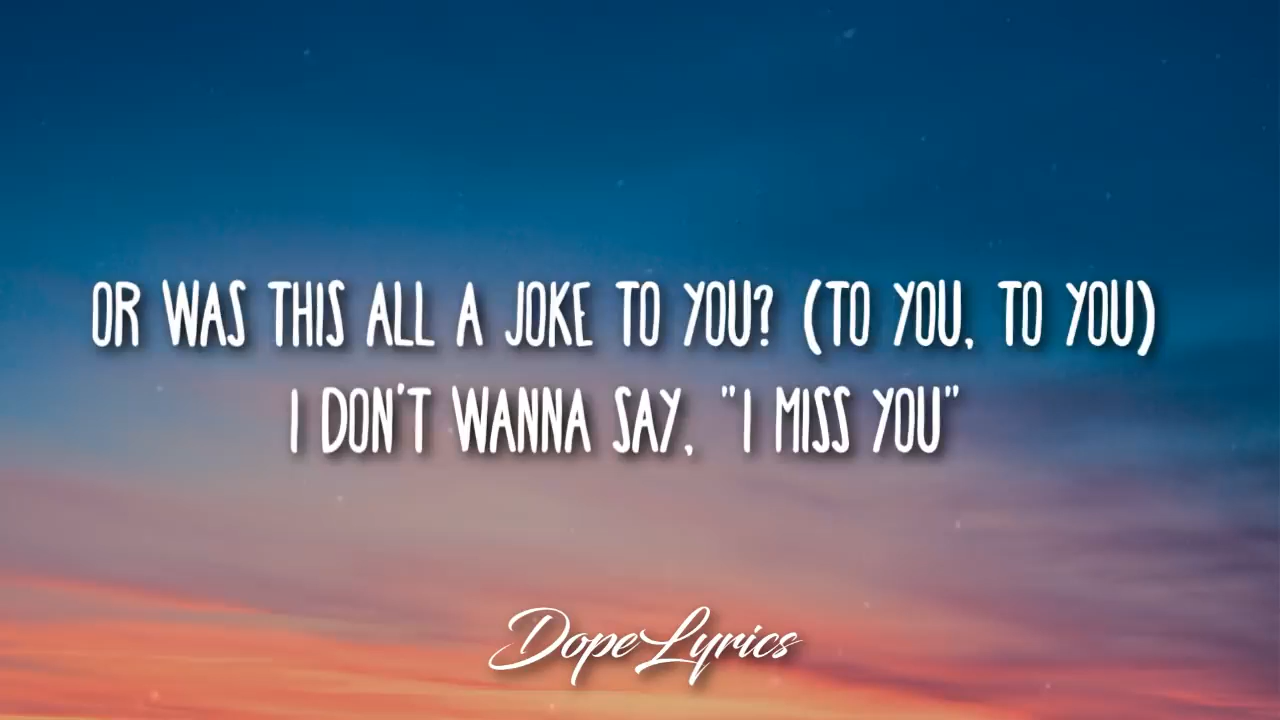 OR WAS THIS ALL A JOKE TO YOU? (TO YOU, TO YOU)
I DON'T WANNA SAY, "I MISS YOU"
DopeLyrics